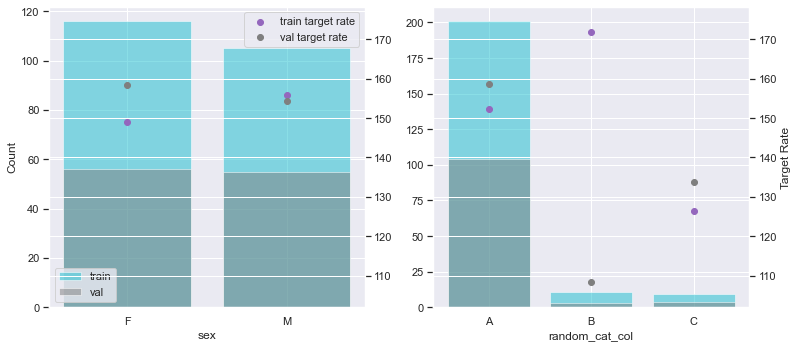 train target rate
val target rate
120
100
80
60
40
20
0
Count
170
160
150
140
130
120
110
train
val
F
M
sex
200
175
150
125
100
75
50
25
0
170
160
150
140
130
120
110
Target Rate
A
B
C
random_cat_col